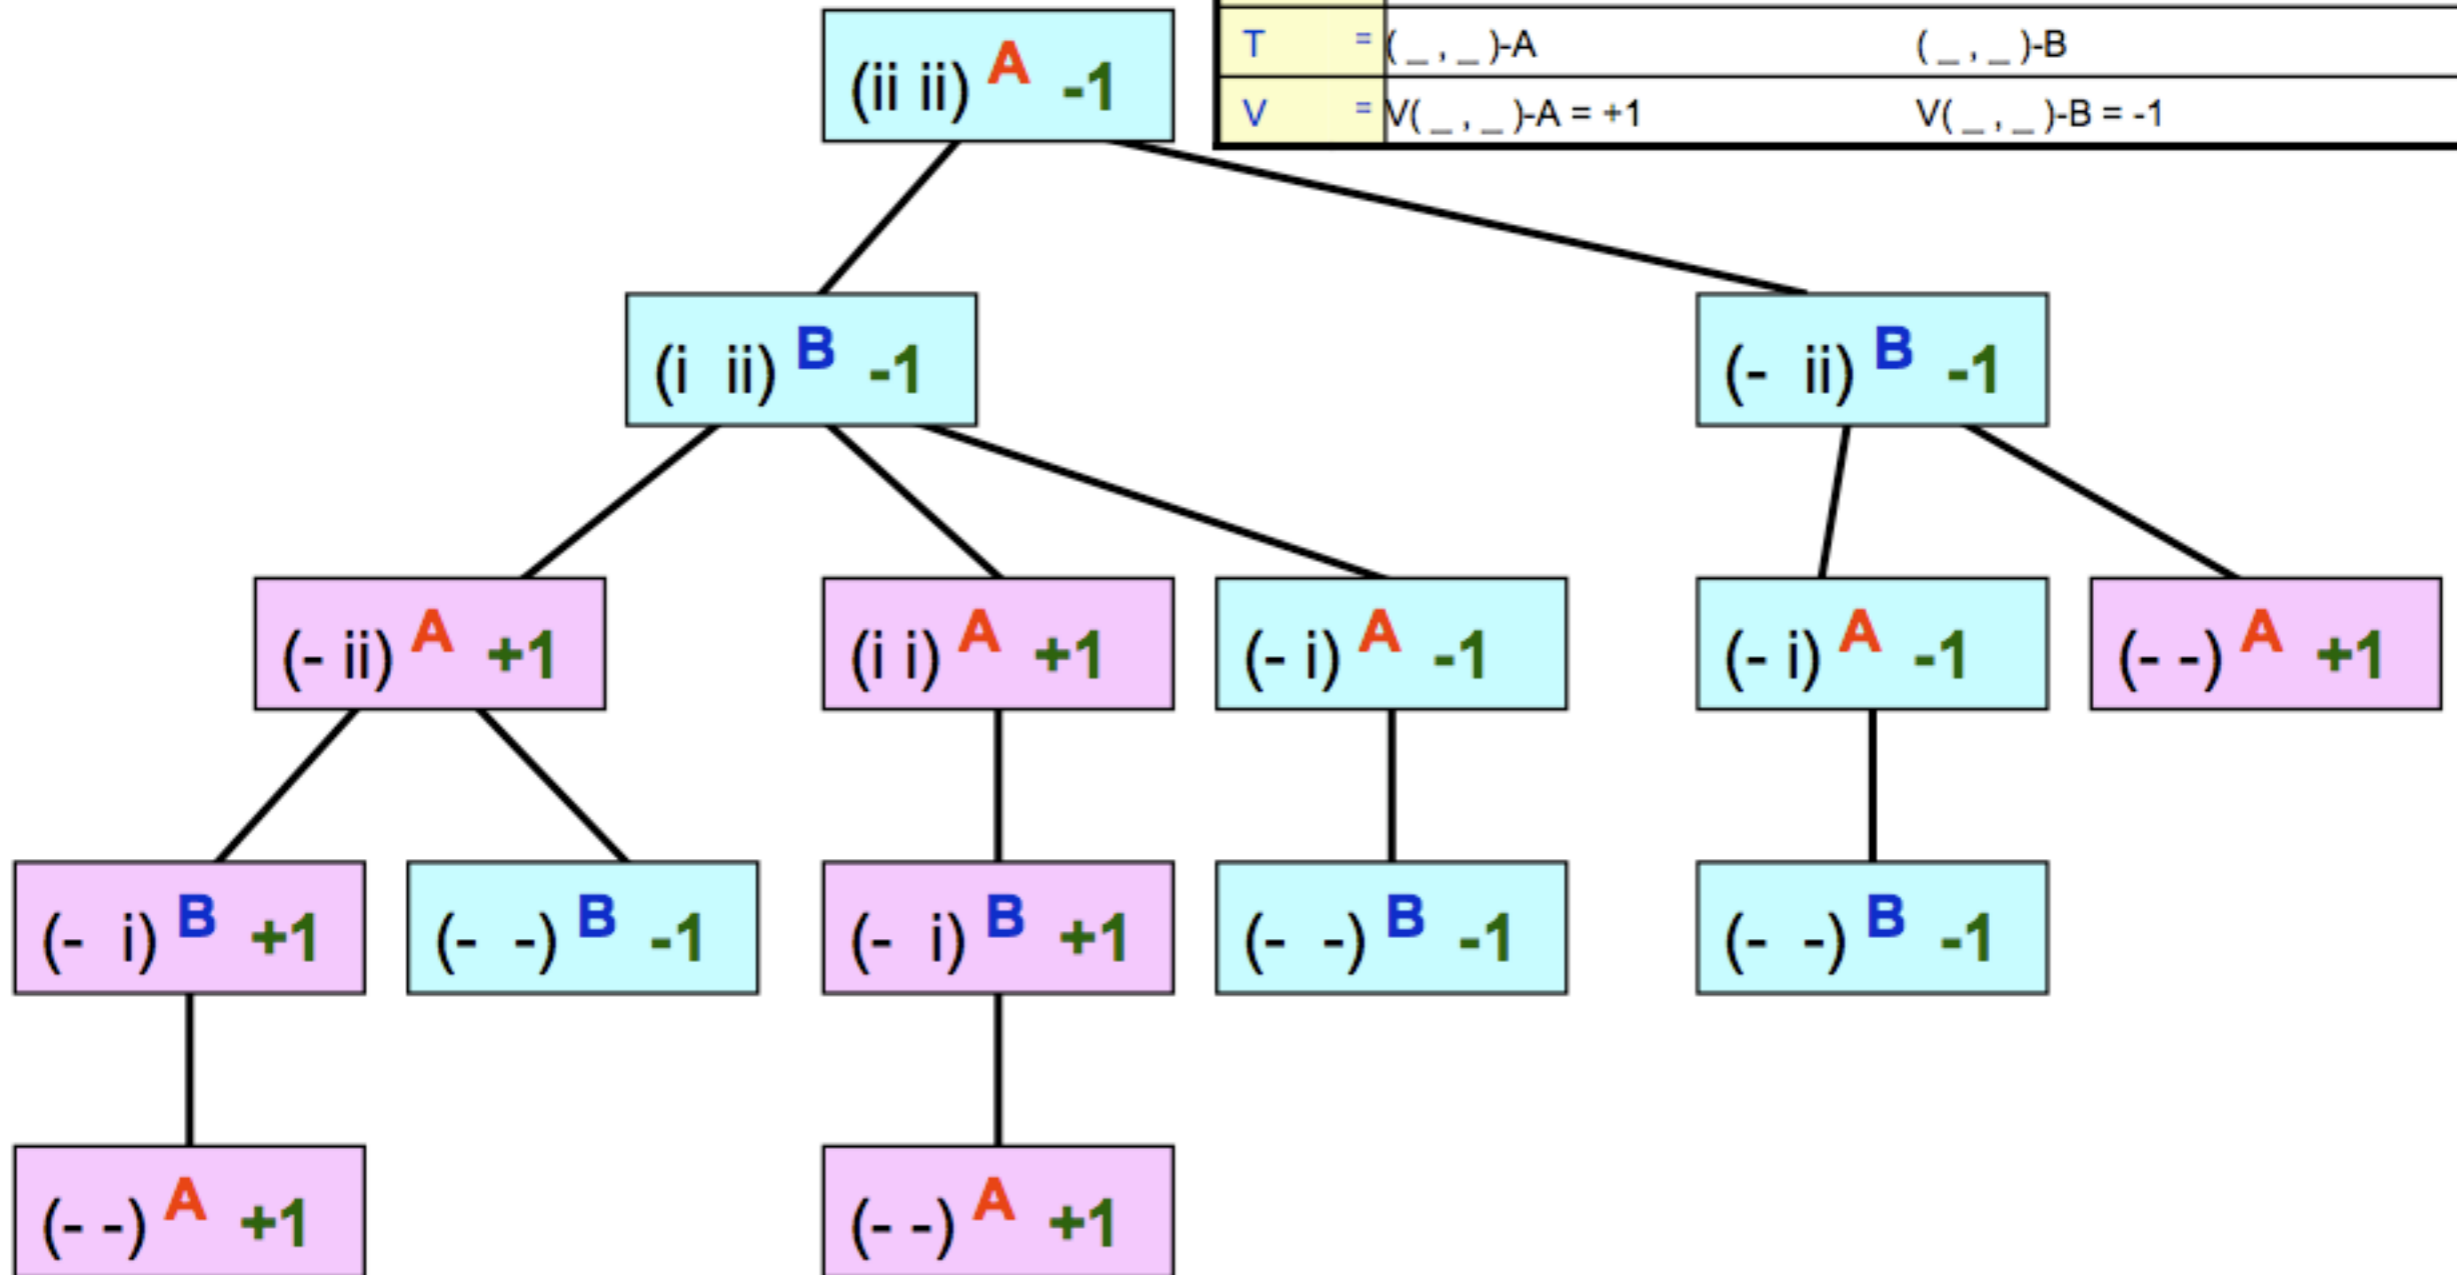 T = ( _ , _ )-A ( _ , _ )-B
V = V( _ , _ )-A = +1 V( _ , _ )-B = -1
(ii ii) A -1
(i ii) B -1
(- ii) B -1
(- ii) A +1
(i i) A +1
(- i) A -1
(- i) A -1
(- -) A +1
(- i) B +1
(- -) B -1
(- i) B +1
(- -) B -1
(- -) B -1
(- -) A +1
(- -) A +1